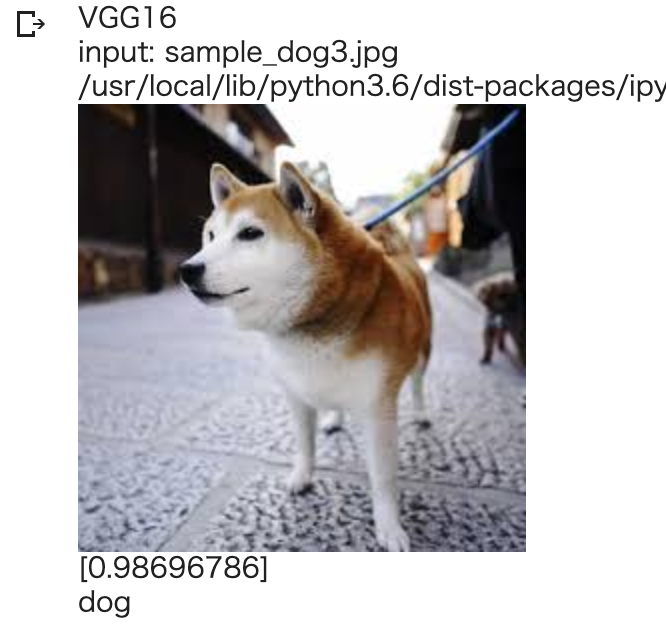 VGG16
input: sample_dog3.jpg
/usr/local/lib/python3.6/dist-packages/ipy
[0.98696786]
dog